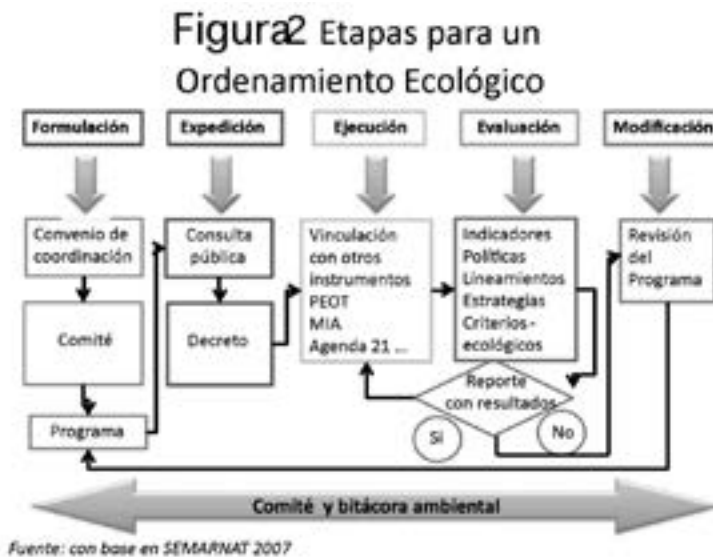 Figura2 Etapas para un
Ordenamiento Ecológico
Formulación
Expedición
Ejecución
Evaluación
Modificación
Convenio de
coordinación
Comité
Programa
Consulta
pública
Decreto
Vinculación
con otros
instrumentos
PEOT
MIA
Agenda 21 ...
Indicadores
Políticas
Lineamientos
Estrategias
Criterios-
ecológicos
Reporte
con resultados
Si
No
Revisión
del
Programa
Comité y bitácora ambiental
Fuente: con base en SEMARNAT 2007